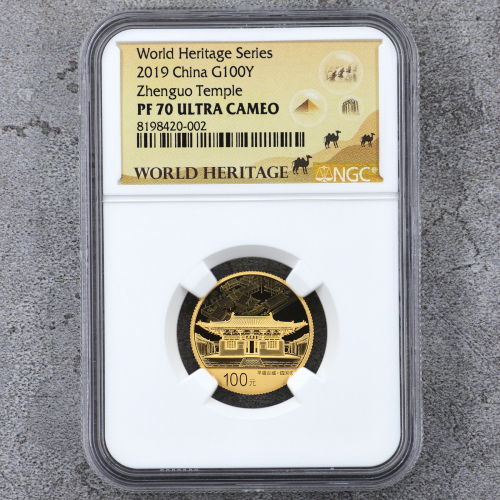 World Heritage Series
2019 China G100Y
Zhenguo Temple
PF 70 ULTRA CAMEO
8198420-002
WORLD HERITAGE
NGC®
100元